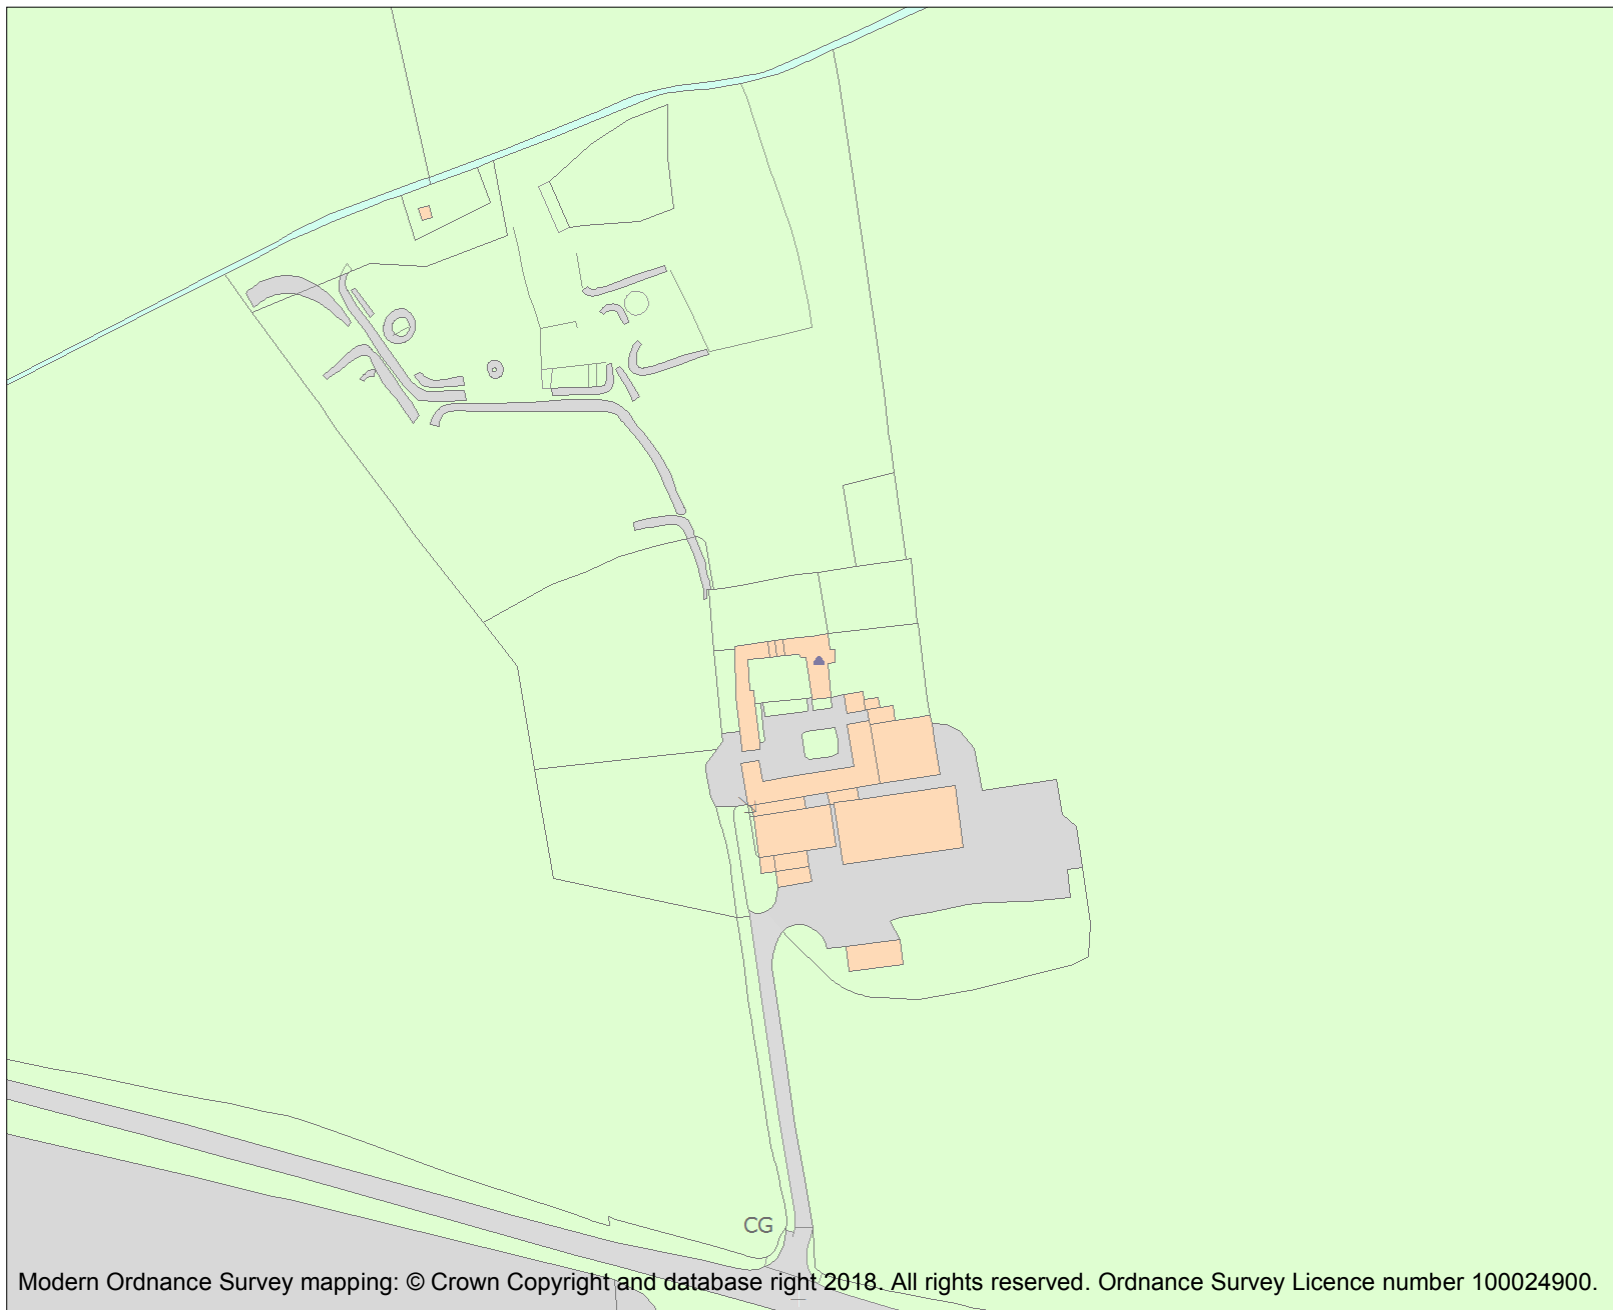 CG
Modern Ordnance Survey mapping: © Crown Copyright and database right 2018. All rights reserved. Ordnance Survey Licence number 100024900.